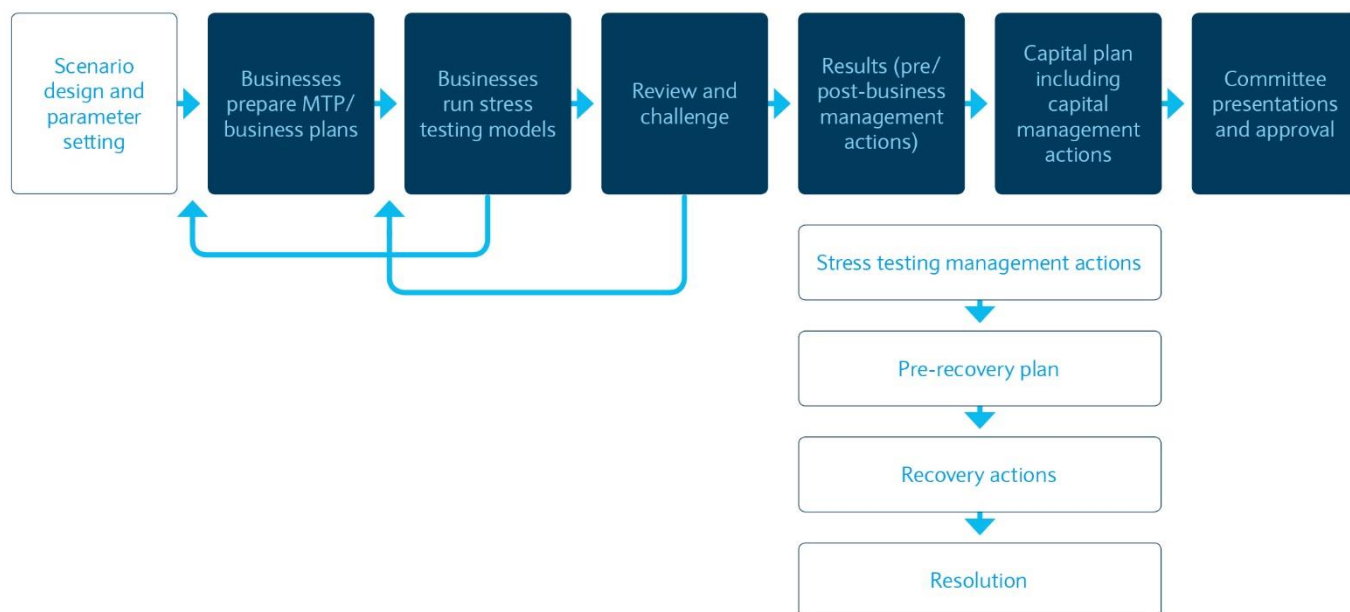 Scenario
design and
parameter
setting
Businesses
prepare MTP/
business plans
Businesses
run stress
testing models
Review and
challenge
Results (pre/
post-business
management
actions)
Capital plan
including
capital
management
actions
Committee
presentations
and approval
Stress testing management actions
Pre-recovery plan
Recovery actions
Resolution